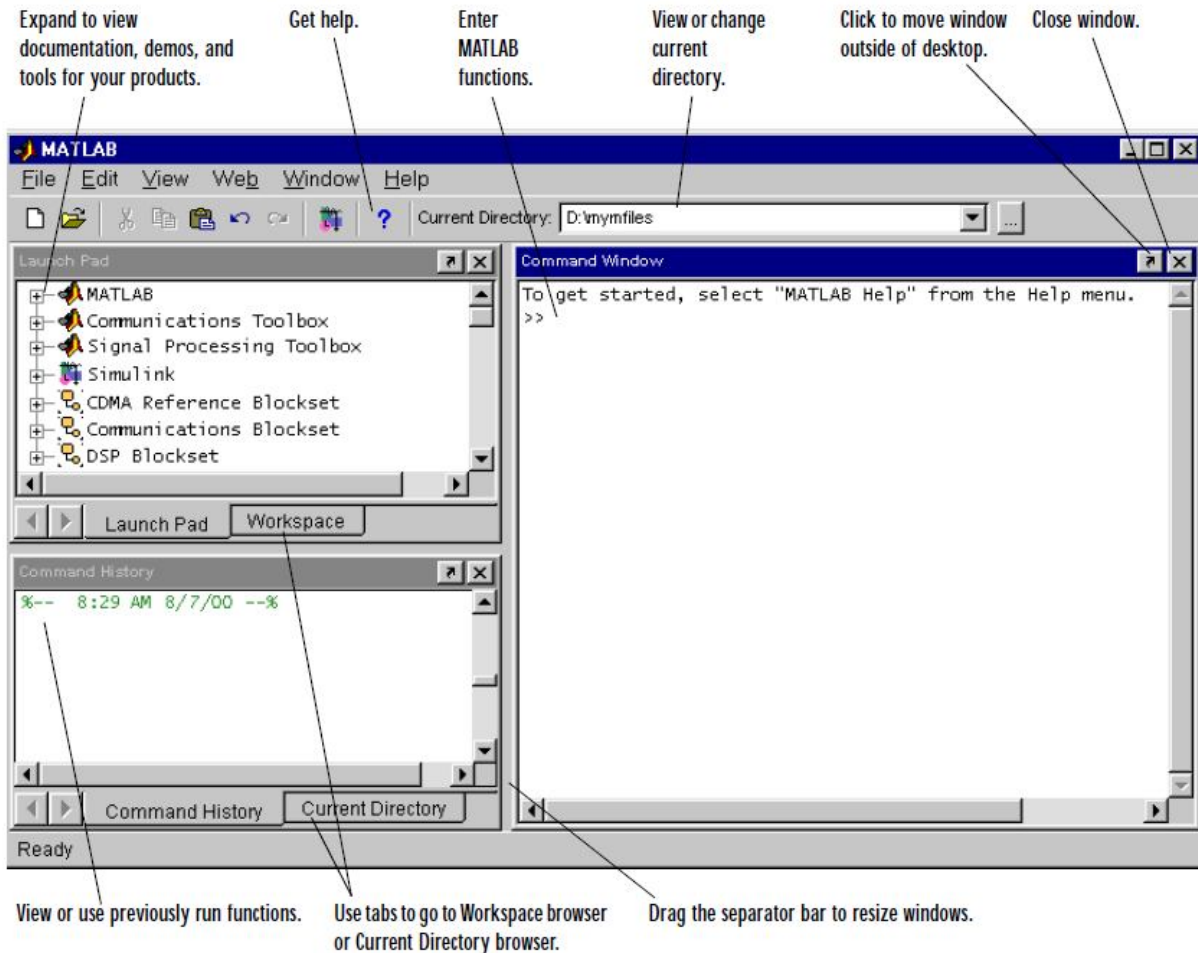 Expand to view
documentation, demos, and
tools for your products.
Get help.
Enter
MATLAB
functions.
View or change
current
directory.
Click to move window
outside of desktop.
Close window.
MATLAB
File Edit View Web Window Help
? Current Directory: D:\mymfiles ...
Launch Pad
MATLAB
Communications Toolbox
Signal Processing Toolbox
Simulink
CDMA Reference Blockset
Communications Blockset
DSP Blockset
Launch Pad Workspace
Command History
%-- 8:29 AM 8/7/00 --%
Command History Current Directory
Command Window
To get started, select "MATLAB Help" from the Help menu.
>>
Ready
View or use previously run functions.
Use tabs to go to Workspace browser
or Current Directory browser.
Drag the separator bar to resize windows.